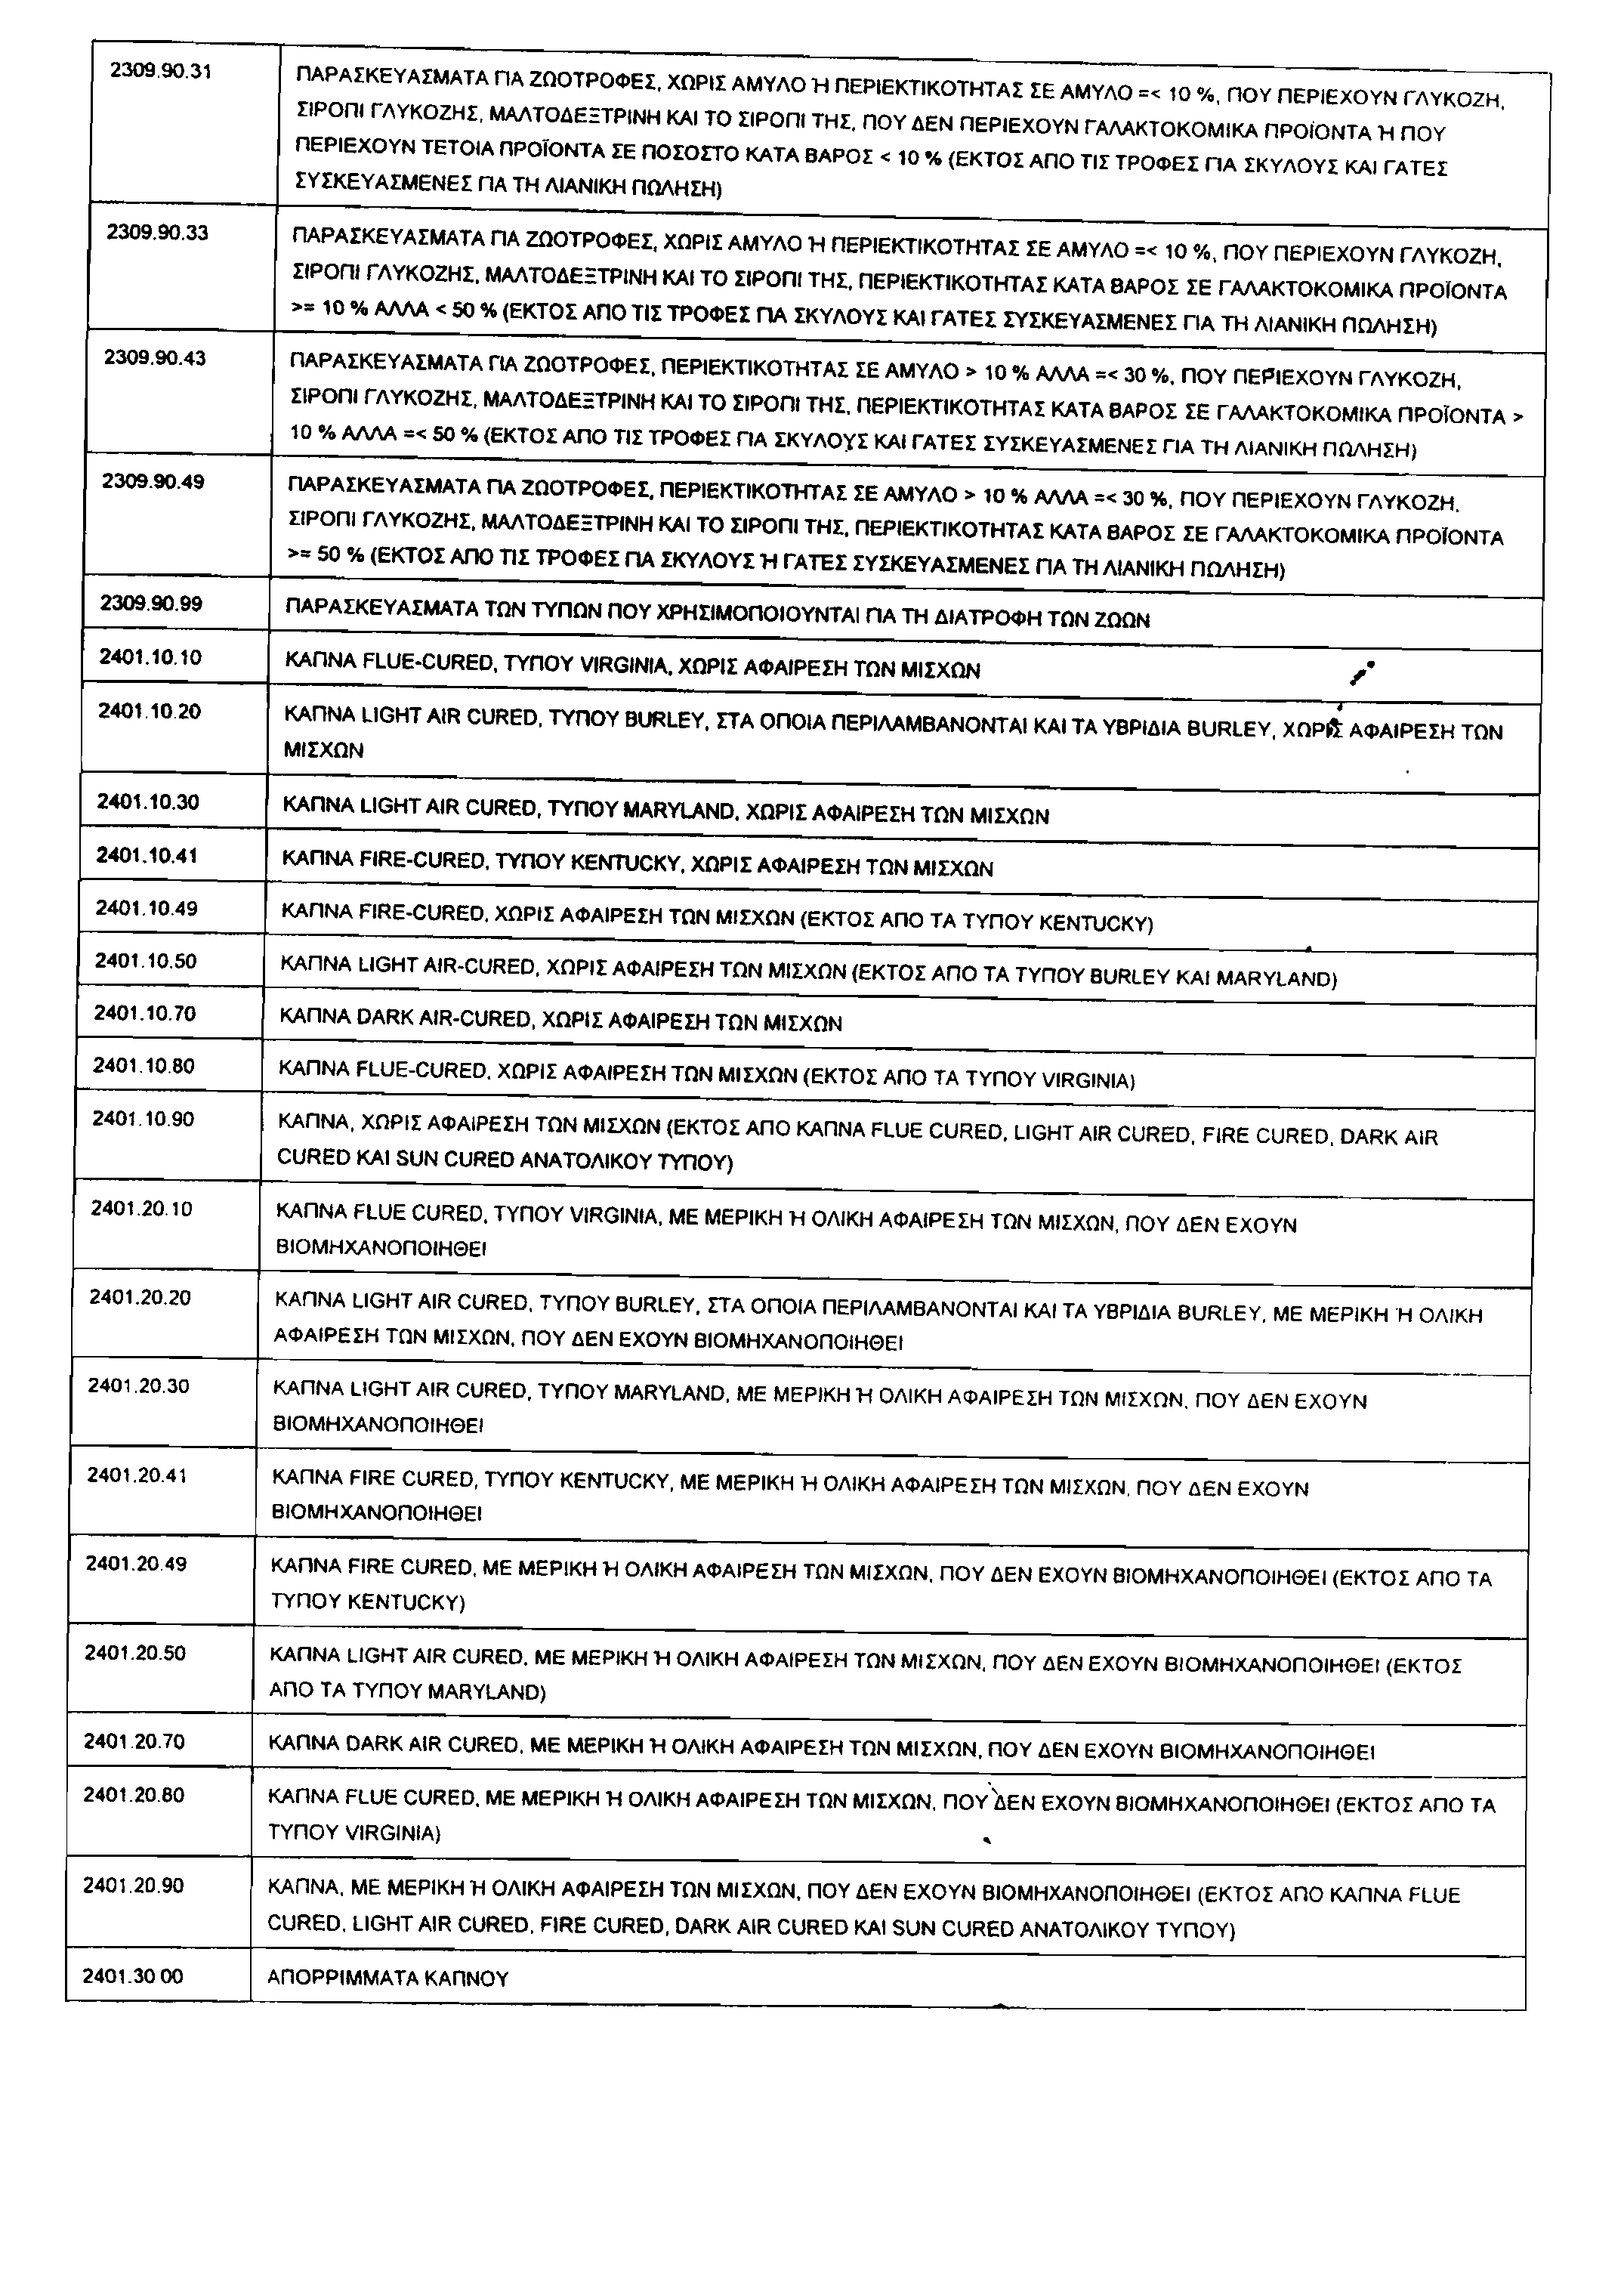 2309.90.31
ΠΑΡΑΣΚΕΥΑΣΜΑΤΑ ΓΙΑ ΖΩΟΤΡΟΦΕΣ, ΧΩΡΙΣ ΑΜΥΛΟ Ή ΠΕΡΙΕΚΤΙΚΟΤΗΤΑΣ ΣΕ ΑΜΥΛΟ =< 10 %, ΠΟΥ ΠΕΡΙΕΧΟΥΝ ΓΛΥΚΟΖΗ,
ΣΙΡΟΠΙ ΓΛΥΚΟΖΗΣ, ΜΑΛΤΟΔΕΞΤΡΙΝΗ ΚΑΙ ΤΟ ΣΙΡΟΠΙ ΤΗΣ, ΠΟΥ ΔΕΝ ΠΕΡΙΕΧΟΥΝ ΓΑΛΑΚΤΟΚΟΜΙΚΑ ΠΡΟΪΟΝΤΑ Ή ΠΟΥ
ΠΕΡΙΕΧΟΥΝ ΤΕΤΟΙΑ ΠΡΟΪΟΝΤΑ ΣΕ ΠΟΣΟΣΤΟ ΚΑΤΑ ΒΑΡΟΣ < 10 % (ΕΚΤΟΣ ΑΠΟ ΤΙΣ ΤΡΟΦΕΣ ΓΙΑ ΣΚΥΛΟΥΣ ΚΑΙ ΓΑΤΕΣ
ΣΥΣΚΕΥΑΣΜΕΝΕΣ ΓΙΑ ΤΗ ΛΙΑΝΙΚΗ ΠΩΛΗΣΗ)
2309.90.33
ΠΑΡΑΣΚΕΥΑΣΜΑΤΑ ΓΙΑ ΖΩΟΤΡΟΦΕΣ, ΧΩΡΙΣ ΑΜΥΛΟ Ή ΠΕΡΙΕΚΤΙΚΟΤΗΤΑΣ ΣΕ ΑΜΥΛΟ =< 10 %, ΠΟΥ ΠΕΡΙΕΧΟΥΝ ΓΛΥΚΟΖΗ,
ΣΙΡΟΠΙ ΓΛΥΚΟΖΗΣ, ΜΑΛΤΟΔΕΞΤΡΙΝΗ ΚΑΙ ΤΟ ΣΙΡΟΠΙ ΤΗΣ, ΠΕΡΙΕΚΤΙΚΟΤΗΤΑΣ ΚΑΤΑ ΒΑΡΟΣ ΣΕ ΓΑΛΑΚΤΟΚΟΜΙΚΑ ΠΡΟΪΟΝΤΑ
>= 10 % ΑΛΛΑ < 50 % (ΕΚΤΟΣ ΑΠΟ ΤΙΣ ΤΡΟΦΕΣ ΓΙΑ ΣΚΥΛΟΥΣ ΚΑΙ ΓΑΤΕΣ ΣΥΣΚΕΥΑΣΜΕΝΕΣ ΓΙΑ ΤΗ ΛΙΑΝΙΚΗ ΠΩΛΗΣΗ)
2309.90.43
ΠΑΡΑΣΚΕΥΑΣΜΑΤΑ ΓΙΑ ΖΩΟΤΡΟΦΕΣ, ΠΕΡΙΕΚΤΙΚΟΤΗΤΑΣ ΣΕ ΑΜΥΛΟ > 10 % ΑΛΛΑ =< 30 %, ΠΟΥ ΠΕΡΙΕΧΟΥΝ ΓΛΥΚΟΖΗ,
ΣΙΡΟΠΙ ΓΛΥΚΟΖΗΣ, ΜΑΛΤΟΔΕΞΤΡΙΝΗ ΚΑΙ ΤΟ ΣΙΡΟΠΙ ΤΗΣ, ΠΕΡΙΕΚΤΙΚΟΤΗΤΑΣ ΚΑΤΑ ΒΑΡΟΣ ΣΕ ΓΑΛΑΚΤΟΚΟΜΙΚΑ ΠΡΟΪΟΝΤΑ >
10 % ΑΛΛΑ =< 50 % (ΕΚΤΟΣ ΑΠΟ ΤΙΣ ΤΡΟΦΕΣ ΓΙΑ ΣΚΥΛΟΥΣ ΚΑΙ ΓΑΤΕΣ ΣΥΣΚΕΥΑΣΜΕΝΕΣ ΓΙΑ ΤΗ ΛΙΑΝΙΚΗ ΠΩΛΗΣΗ)
2309.90.49
ΠΑΡΑΣΚΕΥΑΣΜΑΤΑ ΓΙΑ ΖΩΟΤΡΟΦΕΣ, ΠΕΡΙΕΚΤΙΚΟΤΗΤΑΣ ΣΕ ΑΜΥΛΟ > 10 % ΑΛΛΑ =< 30 %, ΠΟΥ ΠΕΡΙΕΧΟΥΝ ΓΛΥΚΟΖΗ,
ΣΙΡΟΠΙ ΓΛΥΚΟΖΗΣ, ΜΑΛΤΟΔΕΞΤΡΙΝΗ ΚΑΙ ΤΟ ΣΙΡΟΠΙ ΤΗΣ, ΠΕΡΙΕΚΤΙΚΟΤΗΤΑΣ ΚΑΤΑ ΒΑΡΟΣ ΣΕ ΓΑΛΑΚΤΟΚΟΜΙΚΑ ΠΡΟΪΟΝΤΑ
>= 50 % (ΕΚΤΟΣ ΑΠΟ ΤΙΣ ΤΡΟΦΕΣ ΓΙΑ ΣΚΥΛΟΥΣ Ή ΓΑΤΕΣ ΣΥΣΚΕΥΑΣΜΕΝΕΣ ΓΙΑ ΤΗ ΛΙΑΝΙΚΗ ΠΩΛΗΣΗ)
2309.90.99
ΠΑΡΑΣΚΕΥΑΣΜΑΤΑ ΤΩΝ ΤΥΠΩΝ ΠΟΥ ΧΡΗΣΙΜΟΠΟΙΟΥΝΤΑΙ ΓΙΑ ΤΗ ΔΙΑΤΡΟΦΗ ΤΩΝ ΖΩΩΝ
2401.10.10
ΚΑΠΝΑ FLUE-CURED, ΤΥΠΟΥ VIRGINIA, ΧΩΡΙΣ ΑΦΑΙΡΕΣΗ ΤΩΝ ΜΙΣΧΩΝ
2401.10.20
ΚΑΠΝΑ LIGHT AIR CURED, ΤΥΠΟΥ BURLEY, ΣΤΑ ΟΠΟΙΑ ΠΕΡΙΛΑΜΒΑΝΟΝΤΑΙ ΚΑΙ ΤΑ ΥΒΡΙΔΙΑ BURLEY, ΧΩΡΙΣ ΑΦΑΙΡΕΣΗ ΤΩΝ
ΜΙΣΧΩΝ
2401.10.30
ΚΑΠΝΑ LIGHT AIR CURED, ΤΥΠΟΥ MARYLAND, ΧΩΡΙΣ ΑΦΑΙΡΕΣΗ ΤΩΝ ΜΙΣΧΩΝ
2401.10.41
ΚΑΠΝΑ FIRE-CURED, ΤΥΠΟΥ KENTUCKY, ΧΩΡΙΣ ΑΦΑΙΡΕΣΗ ΤΩΝ ΜΙΣΧΩΝ
2401.10.49
ΚΑΠΝΑ FIRE-CURED, ΧΩΡΙΣ ΑΦΑΙΡΕΣΗ ΤΩΝ ΜΙΣΧΩΝ (ΕΚΤΟΣ ΑΠΟ ΤΑ ΤΥΠΟΥ KENTUCKY)
2401.10.50
ΚΑΠΝΑ LIGHT AIR-CURED, ΧΩΡΙΣ ΑΦΑΙΡΕΣΗ ΤΩΝ ΜΙΣΧΩΝ (ΕΚΤΟΣ ΑΠΟ ΤΑ ΤΥΠΟΥ BURLEY ΚΑΙ MARYLAND)
2401.10.70
ΚΑΠΝΑ DARK AIR-CURED, ΧΩΡΙΣ ΑΦΑΙΡΕΣΗ ΤΩΝ ΜΙΣΧΩΝ
2401.10.80
ΚΑΠΝΑ FLUE-CURED, ΧΩΡΙΣ ΑΦΑΙΡΕΣΗ ΤΩΝ ΜΙΣΧΩΝ (ΕΚΤΟΣ ΑΠΟ ΤΑ ΤΥΠΟΥ VIRGINIA)
2401.10.90
ΚΑΠΝΑ, ΧΩΡΙΣ ΑΦΑΙΡΕΣΗ ΤΩΝ ΜΙΣΧΩΝ (ΕΚΤΟΣ ΑΠΟ ΚΑΠΝΑ FLUE CURED, LIGHT AIR CURED, FIRE CURED, DARK AIR
CURED ΚΑΙ SUN CURED ΑΝΑΤΟΛΙΚΟΥ ΤΥΠΟΥ)
2401.20.10
ΚΑΠΝΑ FLUE CURED, ΤΥΠΟΥ VIRGINIA, ΜΕ ΜΕΡΙΚΗ Ή ΟΛΙΚΗ ΑΦΑΙΡΕΣΗ ΤΩΝ ΜΙΣΧΩΝ, ΠΟΥ ΔΕΝ ΕΧΟΥΝ
ΒΙΟΜΗΧΑΝΟΠΟΙΗΘΕΙ
2401.20.20
ΚΑΠΝΑ LIGHT AIR CURED, ΤΥΠΟΥ BURLEY, ΣΤΑ ΟΠΟΙΑ ΠΕΡΙΛΑΜΒΑΝΟΝΤΑΙ ΚΑΙ ΤΑ ΥΒΡΙΔΙΑ BURLEY, ΜΕ ΜΕΡΙΚΗ Ή ΟΛΙΚΗ
ΑΦΑΙΡΕΣΗ ΤΩΝ ΜΙΣΧΩΝ, ΠΟΥ ΔΕΝ ΕΧΟΥΝ ΒΙΟΜΗΧΑΝΟΠΟΙΗΘΕΙ
2401.20.30
ΚΑΠΝΑ LIGHT AIR CURED, ΤΥΠΟΥ MARYLAND, ΜΕ ΜΕΡΙΚΗ Ή ΟΛΙΚΗ ΑΦΑΙΡΕΣΗ ΤΩΝ ΜΙΣΧΩΝ, ΠΟΥ ΔΕΝ ΕΧΟΥΝ
ΒΙΟΜΗΧΑΝΟΠΟΙΗΘΕΙ
2401.20.41
ΚΑΠΝΑ FIRE CURED, ΤΥΠΟΥ KENTUCKY, ΜΕ ΜΕΡΙΚΗ Ή ΟΛΙΚΗ ΑΦΑΙΡΕΣΗ ΤΩΝ ΜΙΣΧΩΝ, ΠΟΥ ΔΕΝ ΕΧΟΥΝ
ΒΙΟΜΗΧΑΝΟΠΟΙΗΘΕΙ
2401.20.49
ΚΑΠΝΑ FIRE CURED, ΜΕ ΜΕΡΙΚΗ Ή ΟΛΙΚΗ ΑΦΑΙΡΕΣΗ ΤΩΝ ΜΙΣΧΩΝ, ΠΟΥ ΔΕΝ ΕΧΟΥΝ ΒΙΟΜΗΧΑΝΟΠΟΙΗΘΕΙ (ΕΚΤΟΣ ΑΠΟ ΤΑ
ΤΥΠΟΥ KENTUCKY)
2401.20.50
ΚΑΠΝΑ LIGHT AIR CURED, ΜΕ ΜΕΡΙΚΗ Ή ΟΛΙΚΗ ΑΦΑΙΡΕΣΗ ΤΩΝ ΜΙΣΧΩΝ, ΠΟΥ ΔΕΝ ΕΧΟΥΝ ΒΙΟΜΗΧΑΝΟΠΟΙΗΘΕΙ (ΕΚΤΟΣ
ΑΠΟ ΤΑ ΤΥΠΟΥ MARYLAND)
2401.20.70
ΚΑΠΝΑ DARK AIR CURED, ΜΕ ΜΕΡΙΚΗ Ή ΟΛΙΚΗ ΑΦΑΙΡΕΣΗ ΤΩΝ ΜΙΣΧΩΝ, ΠΟΥ ΔΕΝ ΕΧΟΥΝ ΒΙΟΜΗΧΑΝΟΠΟΙΗΘΕΙ
2401.20.80
ΚΑΠΝΑ FLUE CURED, ΜΕ ΜΕΡΙΚΗ Ή ΟΛΙΚΗ ΑΦΑΙΡΕΣΗ ΤΩΝ ΜΙΣΧΩΝ, ΠΟΥ ΔΕΝ ΕΧΟΥΝ ΒΙΟΜΗΧΑΝΟΠΟΙΗΘΕΙ (ΕΚΤΟΣ ΑΠΟ ΤΑ
ΤΥΠΟΥ VIRGINIA)
2401.20.90
ΚΑΠΝΑ, ΜΕ ΜΕΡΙΚΗ Ή ΟΛΙΚΗ ΑΦΑΙΡΕΣΗ ΤΩΝ ΜΙΣΧΩΝ, ΠΟΥ ΔΕΝ ΕΧΟΥΝ ΒΙΟΜΗΧΑΝΟΠΟΙΗΘΕΙ (ΕΚΤΟΣ ΑΠΟ ΚΑΠΝΑ FLUE
CURED, LIGHT AIR CURED, FIRE CURED, DARK AIR CURED ΚΑΙ SUN CURED ΑΝΑΤΟΛΙΚΟΥ ΤΥΠΟΥ)
2401.30 00
ΑΠΟΡΡΙΜΜΑΤΑ ΚΑΠΝΟΥ